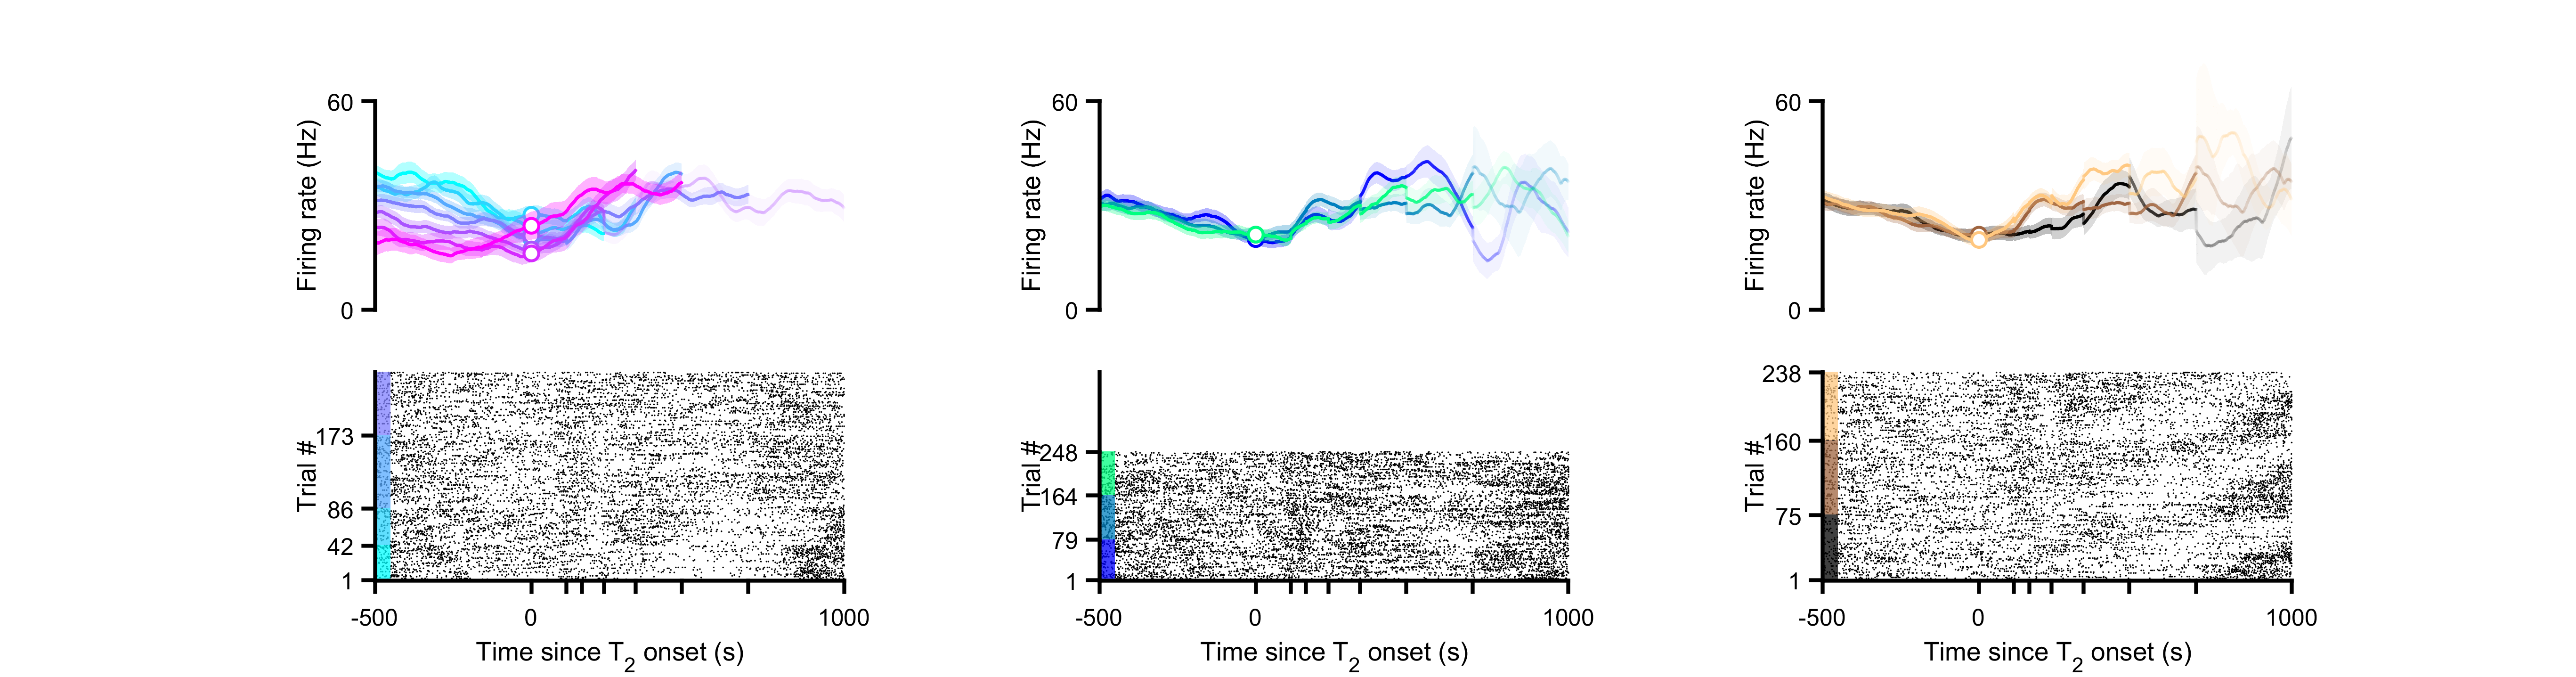 60
Firing rate (Hz)
0
173
86
42
1
Trial #
-500 0 1000
Time since T2 onset (s)
60
Firing rate (Hz)
0
248
164
79
1
Trial #
-500 0 1000
Time since T2 onset (s)
60
Firing rate (Hz)
0
238
160
75
1
Trial #
-500 0 1000
Time since T2 onset (s)